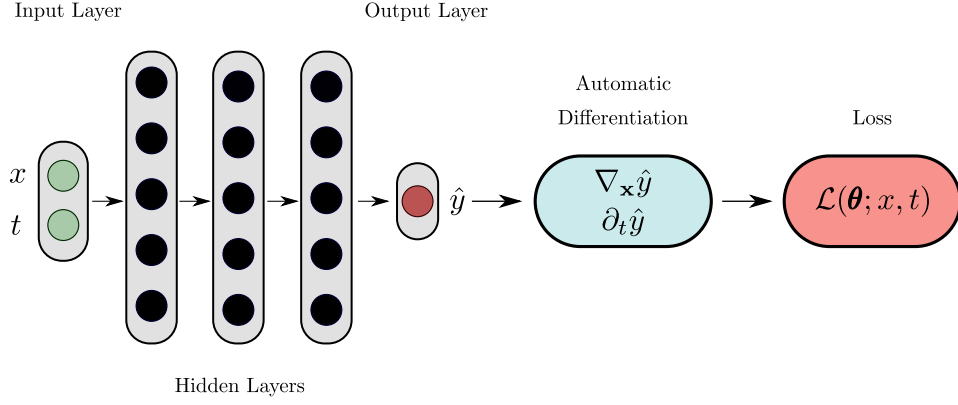 Input Layer
Output Layer
x
t
ŷ
Automatic
Differentiation
∇ₓŷ
∂ₜŷ
Loss
ℒ(θ; x, t)
Hidden Layers